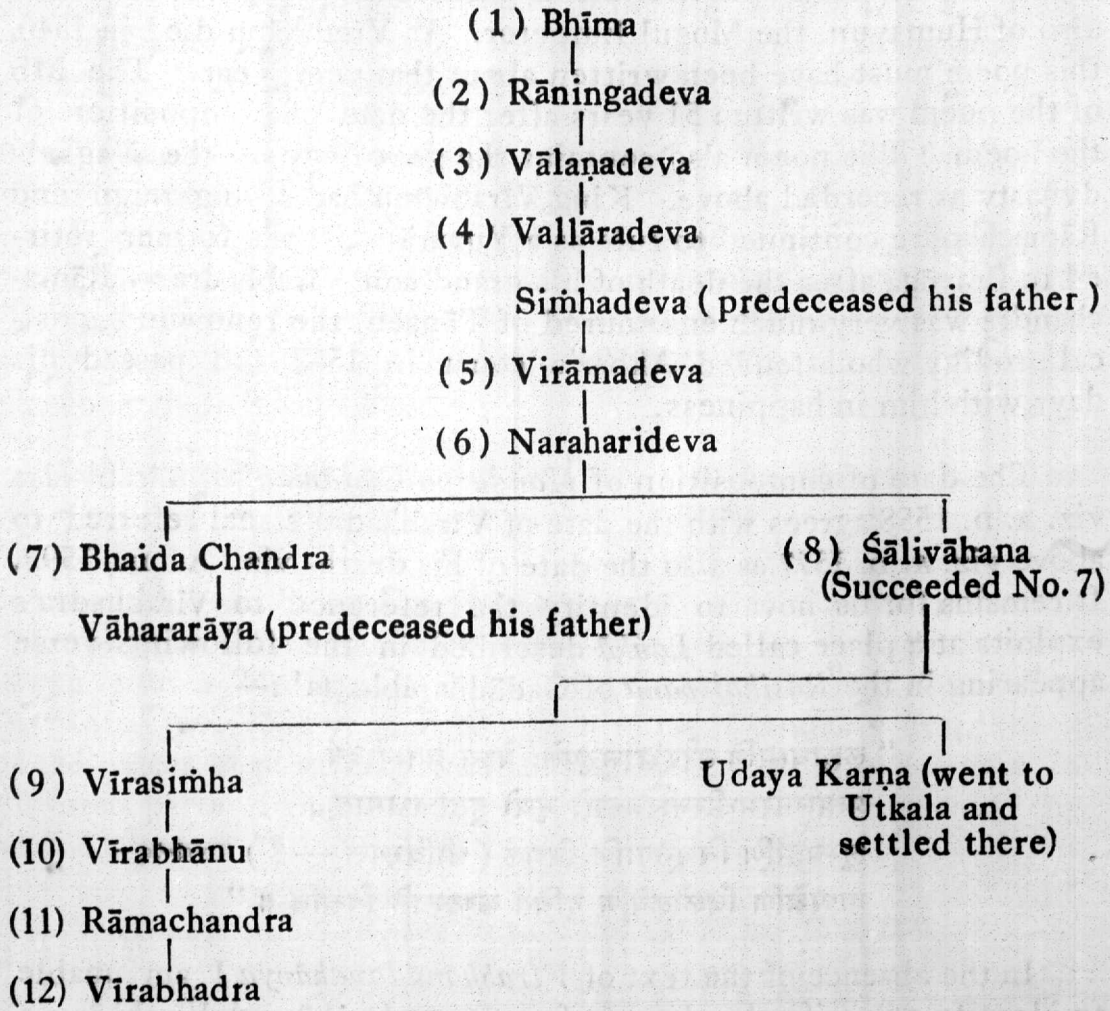 (1) Bhīma
(2) Rāningadeva
(3) Vālaṇadeva
(4) Vallāradeva
Siṁhadeva ( predeceased his father )
(5) Virāmadeva
(6) Naraharideva
(7) Bhaida Chandra
(8) Śālivāhana
(Succeeded No. 7)
Vāhararāya (predeceased his father)
(9) Vīrasiṁha
Udaya Karṇa (went to
Utkala and
settled there)
(10) Vīrabhānu
(11) Rāmachandra
(12) Vīrabhadra